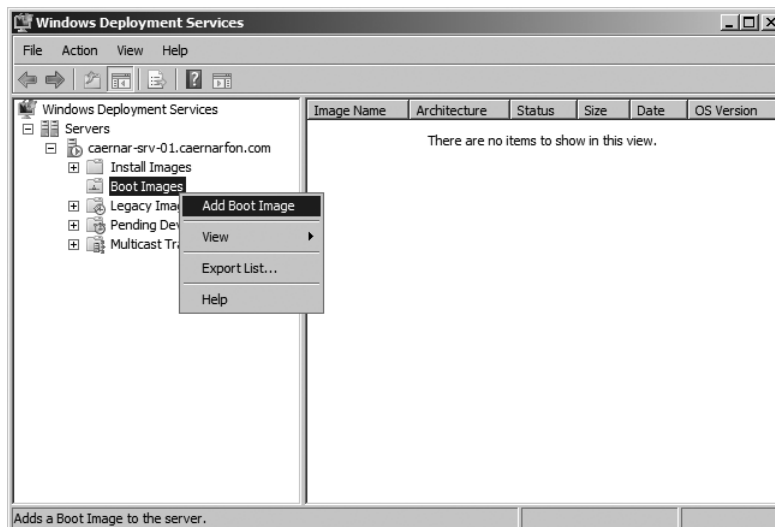 Windows Deployment Services
File Action View Help
Windows Deployment Services
Servers
caernar-srv-01.caernarfon.com
Install Images
Boot Images
Legacy Ima
Pending Dev
Multicast Tra
Add Boot Image
View
Export List...
Help
Image Name Architecture Status Size Date OS Version
There are no items to show in this view.
Adds a Boot Image to the server.